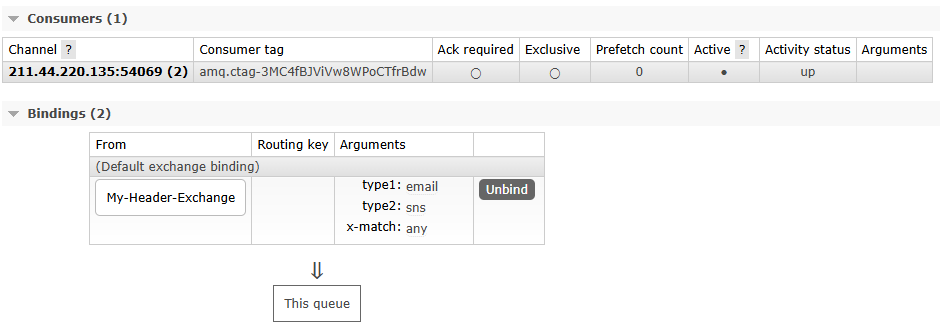 Consumers (1)
Channel ? Consumer tag Ack required Exclusive Prefetch count Active ? Activity status Arguments
211.44.220.135:54069 (2) amq.ctag-3MC4fBJViVw8WPoCTfrBdw ○ ○ 0 ● up
Bindings (2)
From Routing key Arguments
(Default exchange binding)
My-Header-Exchange
type1: email
type2: sns
x-match: any
Unbind
⇓
This queue